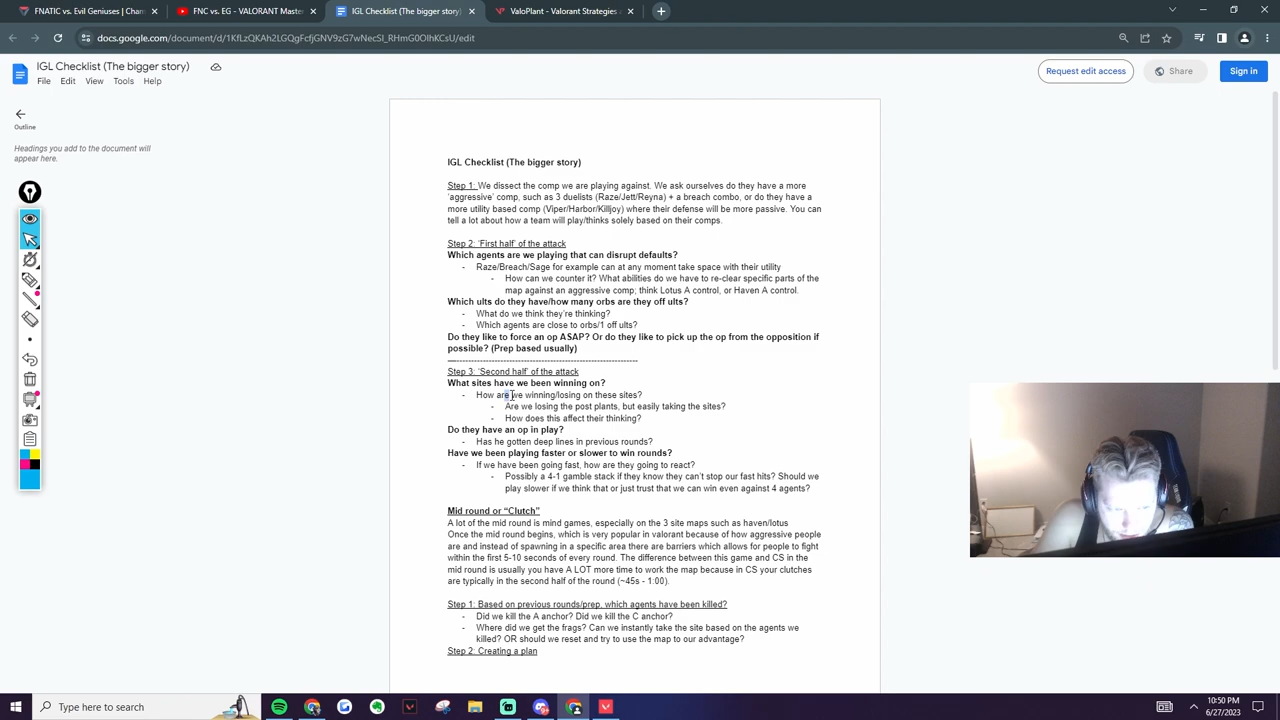 FNATIC vs. Evil Geniuses | Cham
FNC vs. EG - VALORANT Master
IGL Checklist (The bigger story)
ValoPlant - Valorant Strategies a
docs.google.com/document/d/1KfLzQKAh2LGQgFcfjGNV9zG7wNecSI_RHmG0OlhKCsU/edit
IGL Checklist (The bigger story)
File Edit View Tools Help
Request edit access
Share
Sign in
Outline
Headings you add to the document will
appear here.
IGL Checklist (The bigger story)
Step 1: We dissect the comp we are playing against. We ask ourselves do they have a more
'aggressive' comp, such as 3 duelists (Raze/Jett/Reyna) + a breach combo, or do they have a
more utility based comp (Viper/Harbor/Killjoy) where their defense will be more passive. You can
tell a lot about how a team will play/thinks solely based on their comps.
Step 2: 'First half' of the attack
Which agents are we playing that can disrupt defaults?
- Raze/Breach/Sage for example can at any moment take space with their utility
- How can we counter it? What abilities do we have to re-clear specific parts of the
map against an aggressive comp; think Lotus A control, or Haven A control.
Which ults do they have/how many orbs are they off ults?
- What do we think they're thinking?
- Which agents are close to orbs/1 off ults?
Do they like to force an op ASAP? Or do they like to pick up the op from the opposition if
possible? (Prep based usually)
—------------------------------------------------------------
Step 3: 'Second half' of the attack
What sites have we been winning on?
- How are we winning/losing on these sites?
- Are we losing the post plants, but easily taking the sites?
- How does this affect their thinking?
Do they have an op in play?
- Has he gotten deep lines in previous rounds?
Have we been playing faster or slower to win rounds?
- If we have been going fast, how are they going to react?
- Possibly a 4-1 gamble stack if they know they can't stop our fast hits? Should we
play slower if we think that or just trust that we can win even against 4 agents?
Mid round or "Clutch"
A lot of the mid round is mind games, especially on the 3 site maps such as haven/lotus
Once the mid round begins, which is very popular in valorant because of how aggressive people
are and instead of spawning in a specific area there are barriers which allows for people to fight
within the first 5-10 seconds of every round. The difference between this game and CS in the
mid round is usually you have A LOT more time to work the map because in CS your clutches
are typically in the second half of the round (~45s - 1:00).
Step 1: Based on previous rounds/prep, which agents have been killed?
- Did we kill the A anchor? Did we kill the C anchor?
- Where did we get the frags? Can we instantly take the site based on the agents we
killed? OR should we reset and try to use the map to our advantage?
Step 2: Creating a plan
Type here to search
10:50 PM
6/27/2023